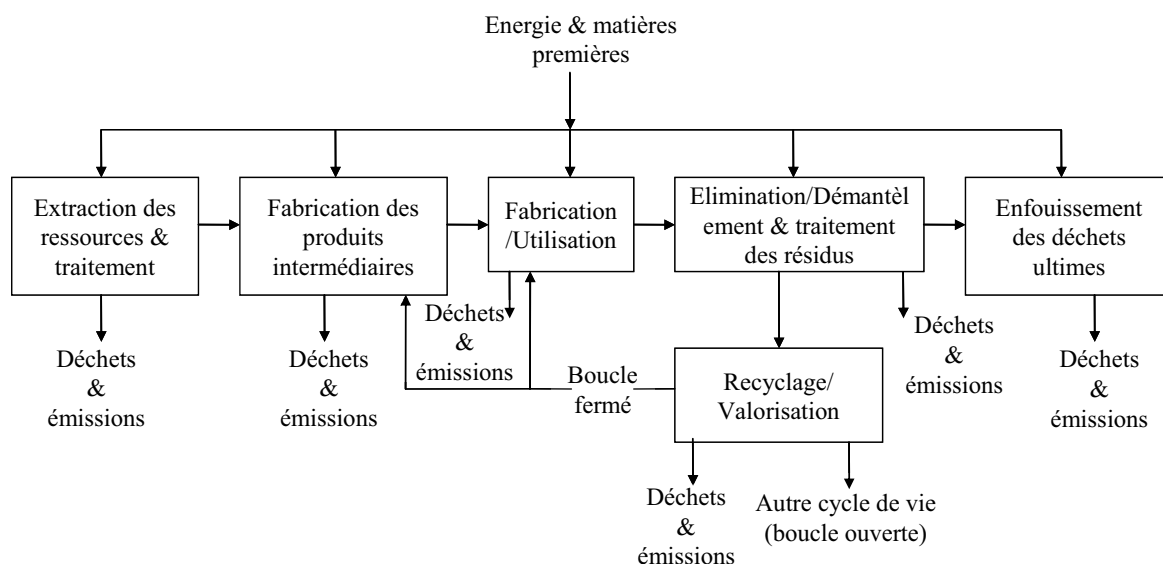 Energie & matières
premières
Extraction des
ressources &
traitement
Fabrication des
produits
intermédiaires
Fabrication
/Utilisation
Elimination/Démantèl
ement & traitement
des résidus
Enfouissement
des déchets
ultimes
Déchets
&
émissions
Déchets
&
émissions
Déchets
&
émissions
Déchets
&
émissions
Déchets
&
émissions
Boucle
fermé
Recyclage/
Valorisation
Déchets
&
émissions
Autre cycle de vie
(boucle ouverte)